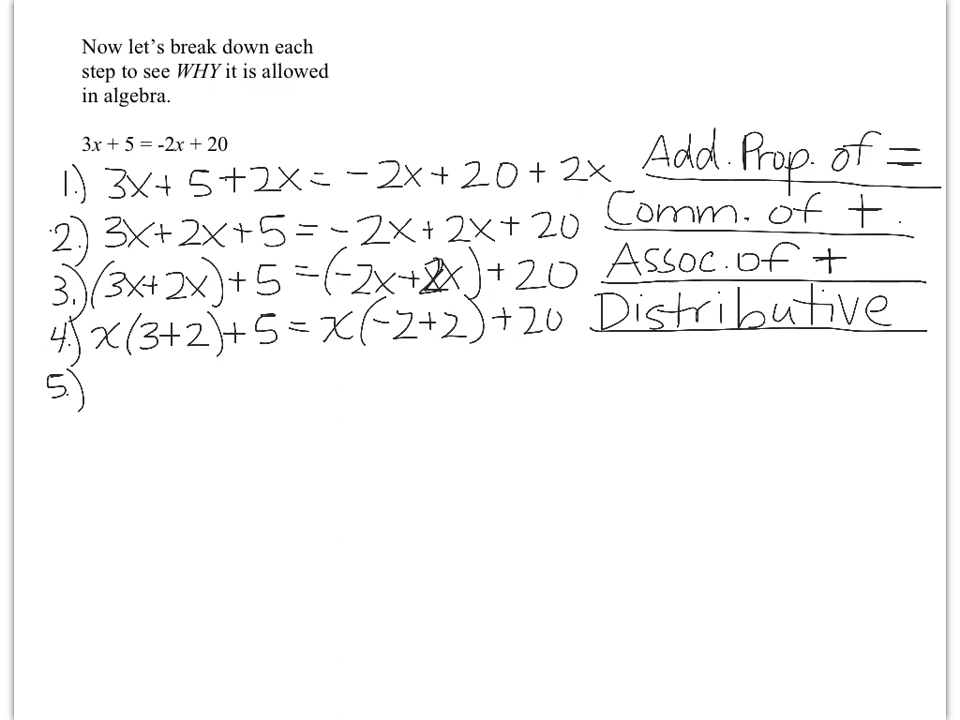 Now let’s break down each
step to see WHY it is allowed
in algebra.
3x + 5 = -2x + 20
1.) 3x + 5 + 2x = -2x + 20 + 2x Add. Prop. of =
2.) 3x + 2x + 5 = -2x + 2x + 20 Comm. of +.
3.) (3x + 2x) + 5 = (-2x + 2x) + 20 Assoc. of +
4.) x(3+2) + 5 = x(-2+2) + 20 Distributive
5.)